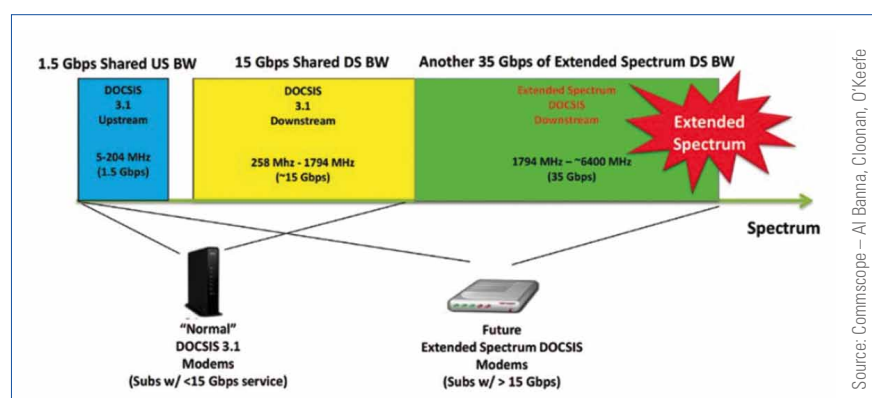 1.5 Gbps Shared US BW
15 Gbps Shared DS BW
Another 35 Gbps of Extended Spectrum DS BW
DOCSIS
3.1
Upstream
5-204 MHz
(1.5 Gbps)
DOCSIS
3.1
Downstream
258 Mhz - 1794 MHz
(~15 Gbps)
Extended Spectrum
DOCSIS
Downstream
1794 MHz – ~6400 MHz
(35 Gbps)
Extended
Spectrum
Spectrum
"Normal"
DOCSIS 3.1
Modems
(Subs w/ <15 Gbps service)
Future
Extended Spectrum DOCSIS
Modems
(Subs w/ > 15 Gbps)
Source: Commscope – Al Banna, Cloonan, O'Keefe